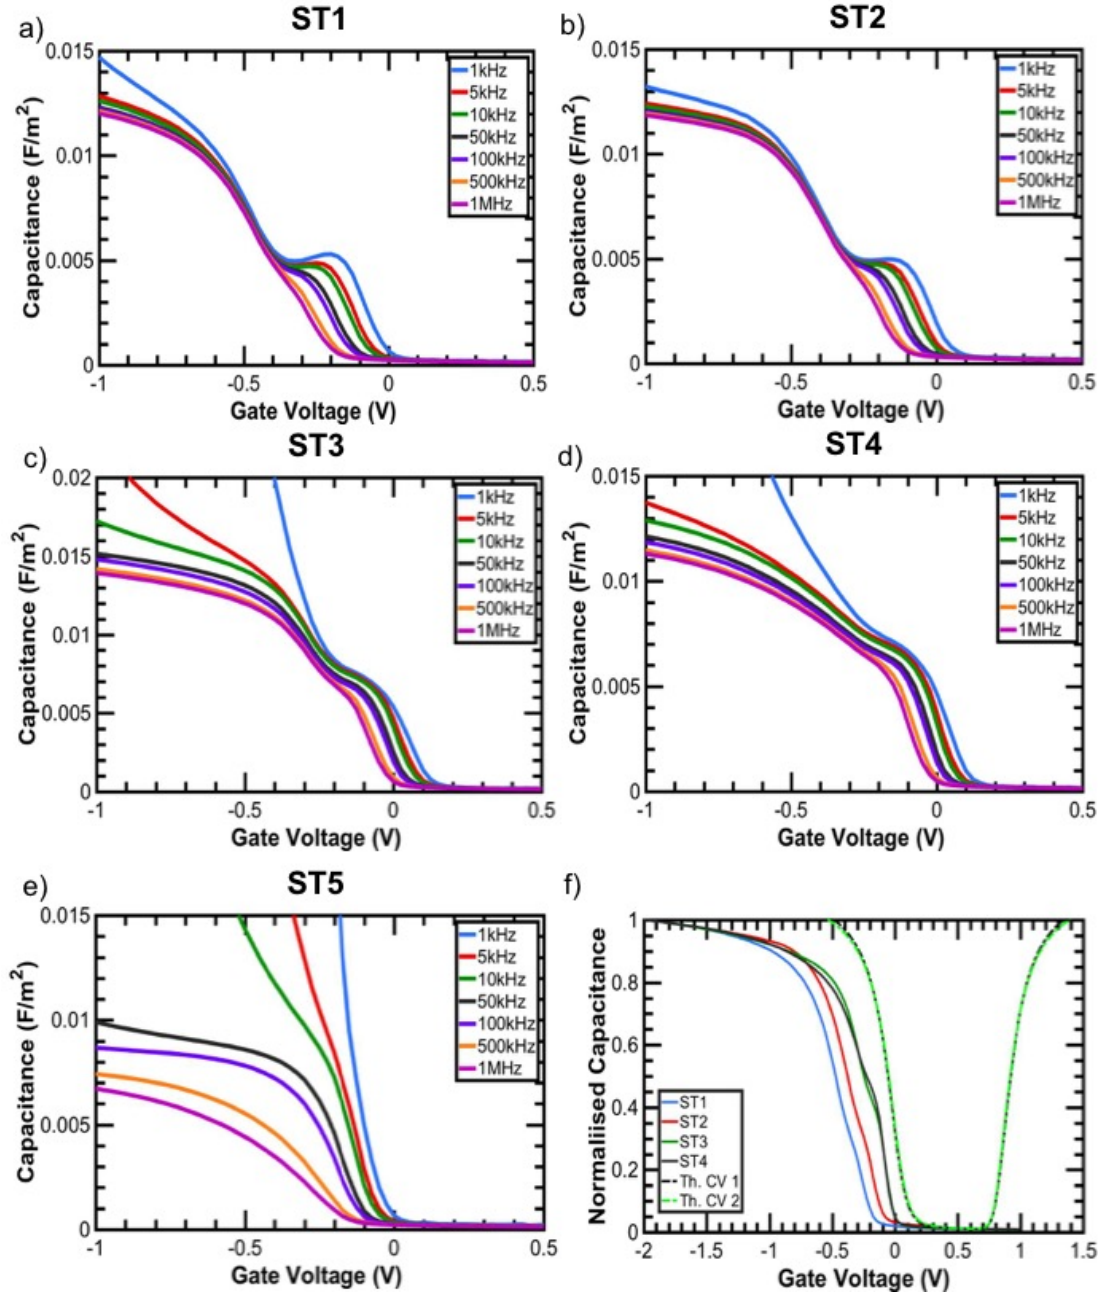 a)
ST1
0.015
0.01
0.005
0
Capacitance (F/m2)
1kHz
5kHz
10kHz
50kHz
100kHz
500kHz
1MHz
-1
-0.5
0
0.5
Gate Voltage (V)
b)
ST2
0.015
0.01
0.005
0
Capacitance (F/m2)
1kHz
5kHz
10kHz
50kHz
100kHz
500kHz
1MHz
-1
-0.5
0
0.5
Gate Voltage (V)
c)
ST3
0.02
0.015
0.01
0.005
0
Capacitance (F/m2)
1kHz
5kHz
10kHz
50kHz
100kHz
500kHz
1MHz
-1
-0.5
0
0.5
Gate Voltage (V)
d)
ST4
0.015
0.01
0.005
0
Capacitance (F/m2)
1kHz
5kHz
10kHz
50kHz
100kHz
500kHz
1MHz
-1
-0.5
0
0.5
Gate Voltage (V)
e)
ST5
0.015
0.01
0.005
0
Capacitance (F/m2)
1kHz
5kHz
10kHz
50kHz
100kHz
500kHz
1MHz
-1
-0.5
0
0.5
Gate Voltage (V)
f)
1
0.8
0.6
0.4
0.2
0
Normaliised Capacitance
ST1
ST2
ST3
ST4
Th. CV 1
Th. CV 2
-2
-1.5
-1
-0.5
0
0.5
1
1.5
Gate Voltage (V)